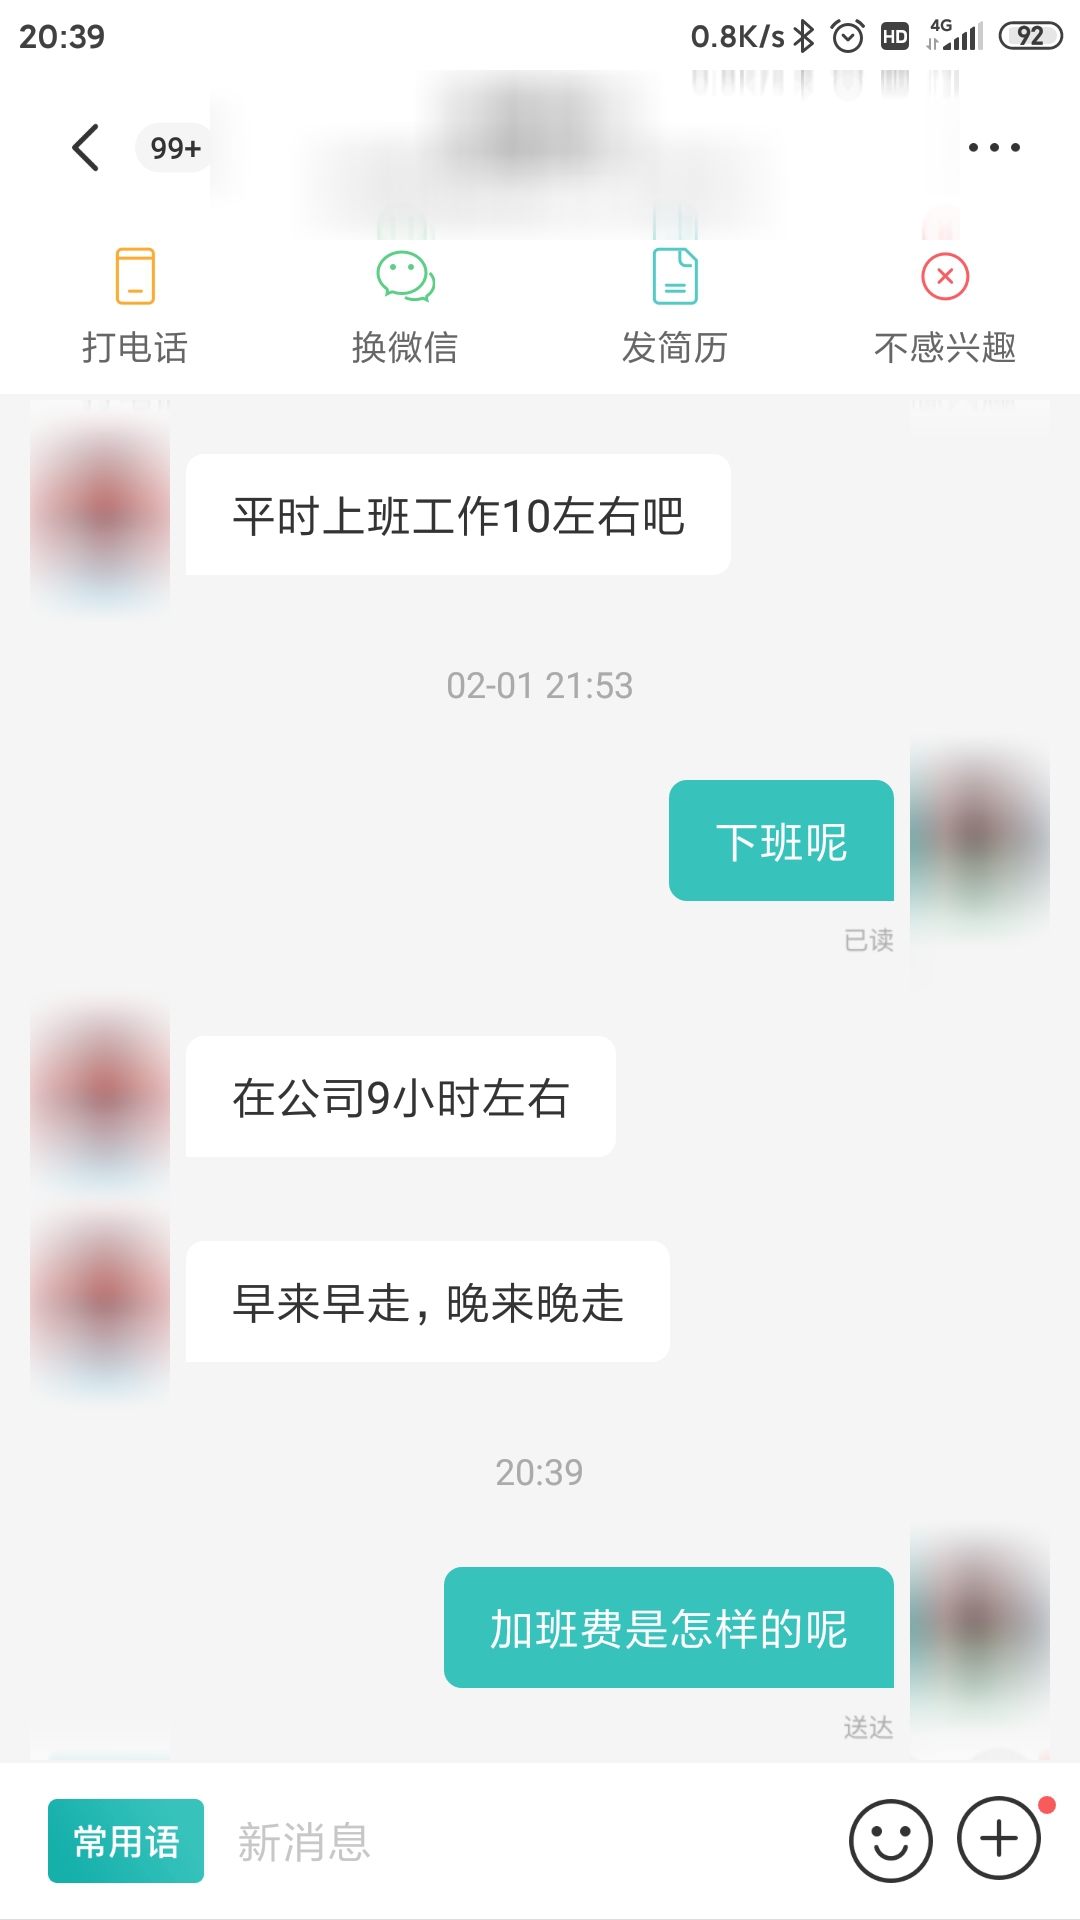 20:39
0.8K/s HD 4G 92
99+
打电话 换微信 发简历 不感兴趣
平时上班工作10左右吧
02-01 21:53
下班呢
已读
在公司9小时左右
早来早走，晚来晚走
20:39
加班费是怎样的呢
送达
常用语 新消息